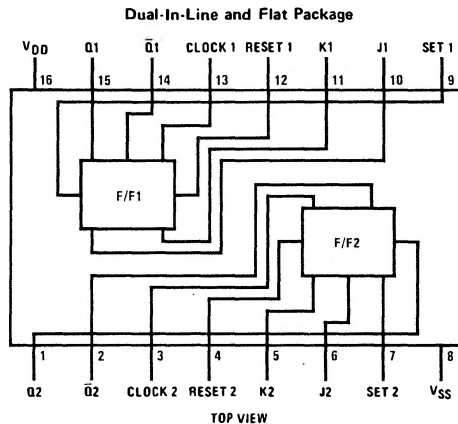 Dual-In-Line and Flat Package
VDD Q1 Q̅1 CLOCK 1 RESET 1 K1 J1 SET 1
16 15 14 13 12 11 10 9
F/F1
F/F2
1 2 3 4 5 6 7 8
Q2 Q̅2 CLOCK 2 RESET 2 K2 J2 SET 2 VSS
TOP VIEW